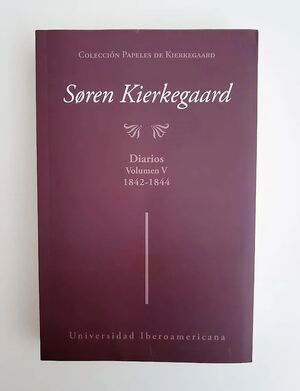 Colección Papeles de Kierkegaard
Søren Kierkegaard
Diarios
Volumen V
1842-1844
Universidad Iberoamericana